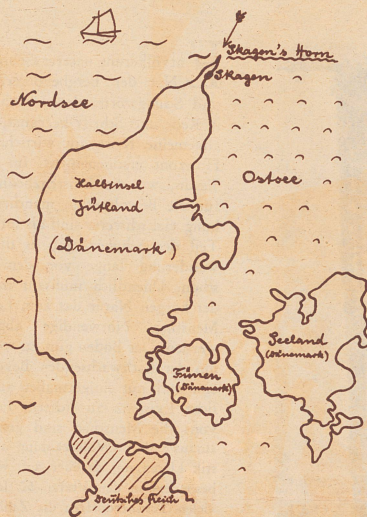 Skagen's Horn
Skagen
Nordsee
Ostsee
Halbinsel
Jütland
(Dänemark)
Seeland
(Dänemark)
Fünen
(Dänemark)
Deutsches Reich